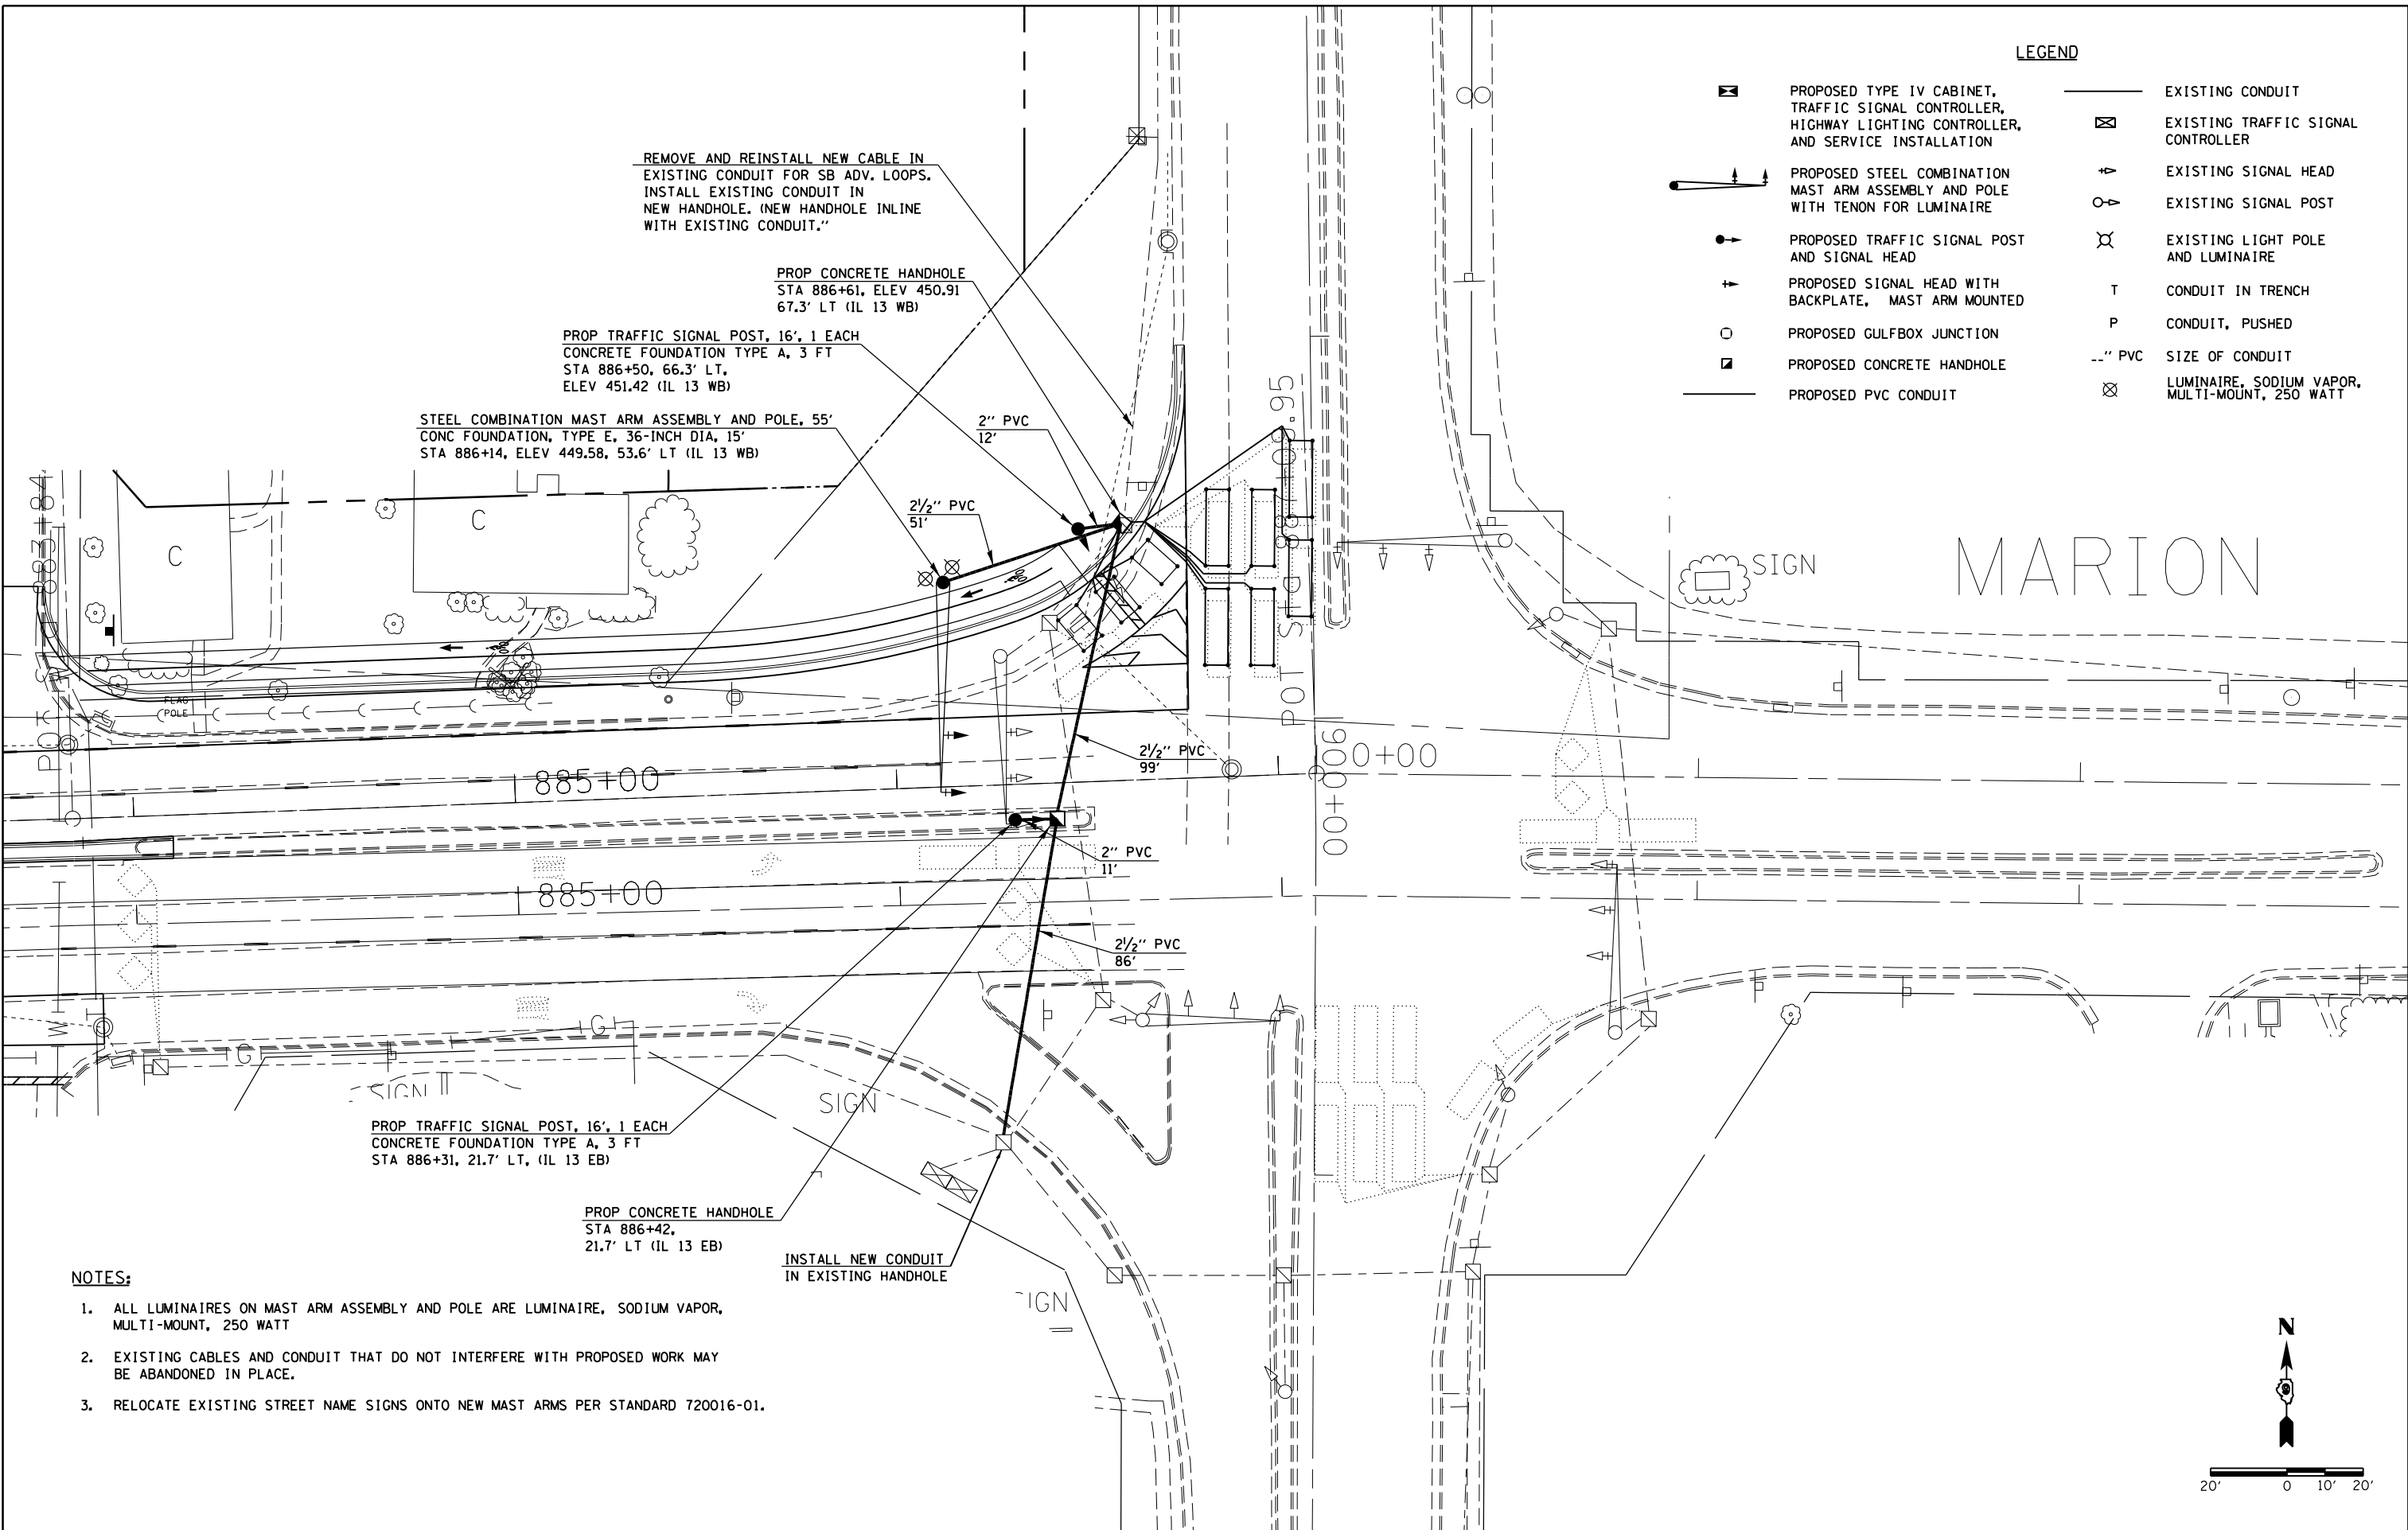 LEGEND
PROPOSED TYPE IV CABINET,
TRAFFIC SIGNAL CONTROLLER,
HIGHWAY LIGHTING CONTROLLER,
AND SERVICE INSTALLATION
PROPOSED STEEL COMBINATION
MAST ARM ASSEMBLY AND POLE
WITH TENON FOR LUMINAIRE
PROPOSED TRAFFIC SIGNAL POST
AND SIGNAL HEAD
PROPOSED SIGNAL HEAD WITH
BACKPLATE, MAST ARM MOUNTED
PROPOSED GULFBOX JUNCTION
PROPOSED CONCRETE HANDHOLE
PROPOSED PVC CONDUIT
EXISTING CONDUIT
EXISTING TRAFFIC SIGNAL
CONTROLLER
EXISTING SIGNAL HEAD
EXISTING SIGNAL POST
EXISTING LIGHT POLE
AND LUMINAIRE
T CONDUIT IN TRENCH
P CONDUIT, PUSHED
__" PVC SIZE OF CONDUIT
LUMINAIRE, SODIUM VAPOR,
MULTI-MOUNT, 250 WATT
REMOVE AND REINSTALL NEW CABLE IN
EXISTING CONDUIT FOR SB ADV. LOOPS.
INSTALL EXISTING CONDUIT IN
NEW HANDHOLE. (NEW HANDHOLE INLINE
WITH EXISTING CONDUIT."
PROP CONCRETE HANDHOLE
STA 886+61, ELEV 450.91
67.3' LT (IL 13 WB)
PROP TRAFFIC SIGNAL POST, 16', 1 EACH
CONCRETE FOUNDATION TYPE A, 3 FT
STA 886+50, 66.3' LT,
ELEV 451.42 (IL 13 WB)
STEEL COMBINATION MAST ARM ASSEMBLY AND POLE, 55'
CONC FOUNDATION, TYPE E, 36-INCH DIA, 15'
STA 886+14, ELEV 449.58, 53.6' LT (IL 13 WB)
2" PVC
12'
2½" PVC
51'
C
C
SIGN
MARION
FLAG
POLE
POT
2½" PVC
99'
885+00
0+00
900+00
2" PVC
11'
885+00
2½" PVC
86'
G
G
SIGN
SIGN
PROP TRAFFIC SIGNAL POST, 16', 1 EACH
CONCRETE FOUNDATION TYPE A, 3 FT
STA 886+31, 21.7' LT, (IL 13 EB)
PROP CONCRETE HANDHOLE
STA 886+42,
21.7' LT (IL 13 EB)
INSTALL NEW CONDUIT
IN EXISTING HANDHOLE
NOTES:
1. ALL LUMINAIRES ON MAST ARM ASSEMBLY AND POLE ARE LUMINAIRE, SODIUM VAPOR,
MULTI-MOUNT, 250 WATT
2. EXISTING CABLES AND CONDUIT THAT DO NOT INTERFERE WITH PROPOSED WORK MAY
BE ABANDONED IN PLACE.
3. RELOCATE EXISTING STREET NAME SIGNS ONTO NEW MAST ARMS PER STANDARD 720016-01.
N
20' 0 10' 20'